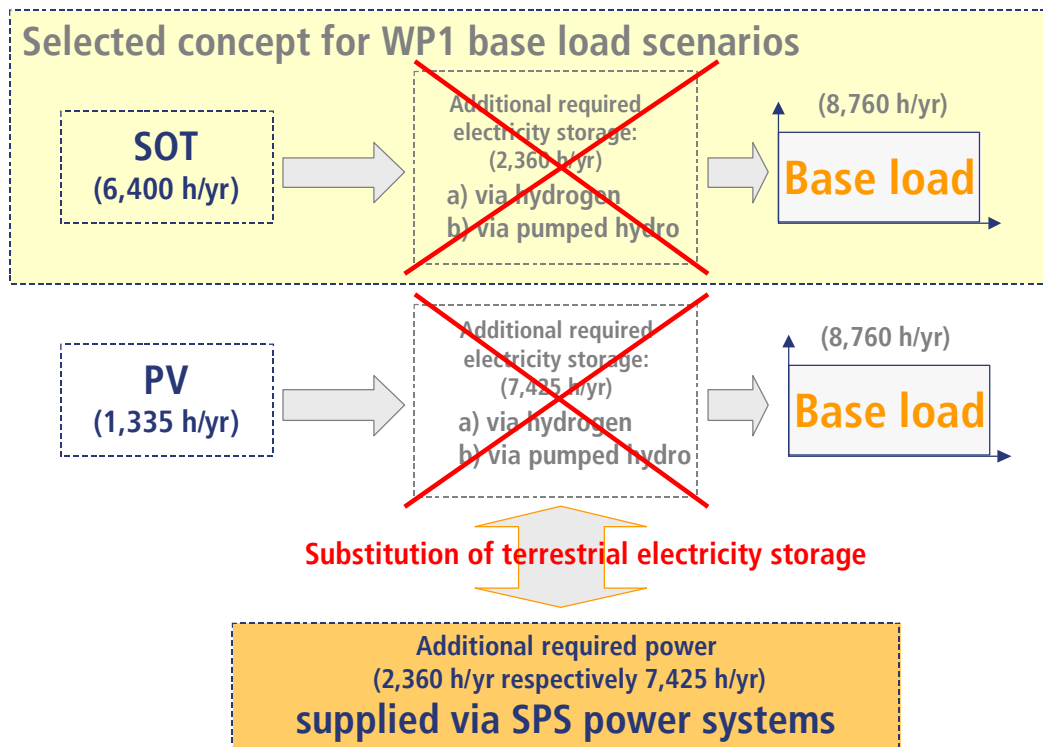 Selected concept for WP1 base load scenarios
SOT
(6,400 h/yr)
Additional required
electricity storage:
(2,360 h/yr)
a) via hydrogen
b) via pumped hydro
(8,760 h/yr)
Base load
PV
(1,335 h/yr)
Additional required
electricity storage:
(7,425 h/yr)
a) via hydrogen
b) via pumped hydro
(8,760 h/yr)
Base load
Substitution of terrestrial electricity storage
Additional required power
(2,360 h/yr respectively 7,425 h/yr)
supplied via SPS power systems